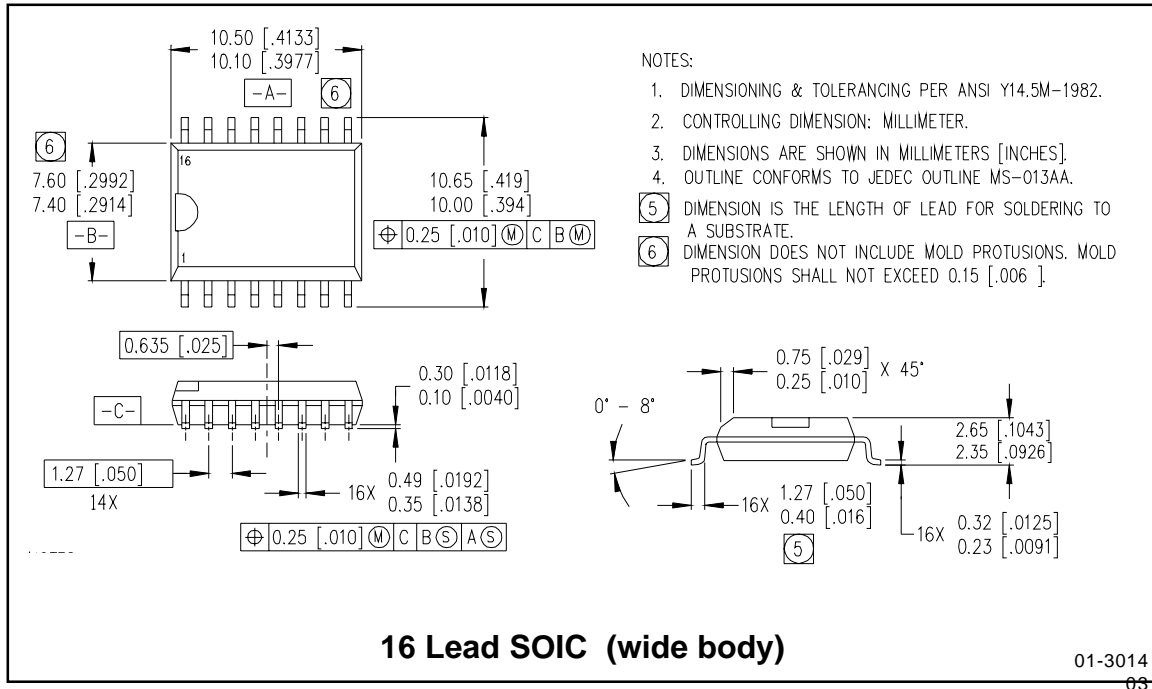 10.50 [.4133]
10.10 [.3977]
-A-
6
6
7.60 [.2992]
7.40 [.2914]
-B-
16
1
10.65 [.419]
10.00 [.394]
⌖ 0.25 [.010] Ⓜ C B Ⓜ
NOTES:
1. DIMENSIONING & TOLERANCING PER ANSI Y14.5M-1982.
2. CONTROLLING DIMENSION: MILLIMETER.
3. DIMENSIONS ARE SHOWN IN MILLIMETERS [INCHES].
4. OUTLINE CONFORMS TO JEDEC OUTLINE MS-013AA.
5 DIMENSION IS THE LENGTH OF LEAD FOR SOLDERING TO
A SUBSTRATE.
6 DIMENSION DOES NOT INCLUDE MOLD PROTUSIONS. MOLD
PROTUSIONS SHALL NOT EXCEED 0.15 [.006 ].
0.635 [.025]
-C-
0.30 [.0118]
0.10 [.0040]
1.27 [.050]
14X
16X 0.49 [.0192]
0.35 [.0138]
⌖ 0.25 [.010] Ⓜ C B Ⓢ A Ⓢ
0.75 [.029]
0.25 [.010] X 45°
0° - 8°
2.65 [.1043]
2.35 [.0926]
16X 1.27 [.050]
0.40 [.016]
5
16X 0.32 [.0125]
0.23 [.0091]
16 Lead SOIC (wide body)
01-3014
03